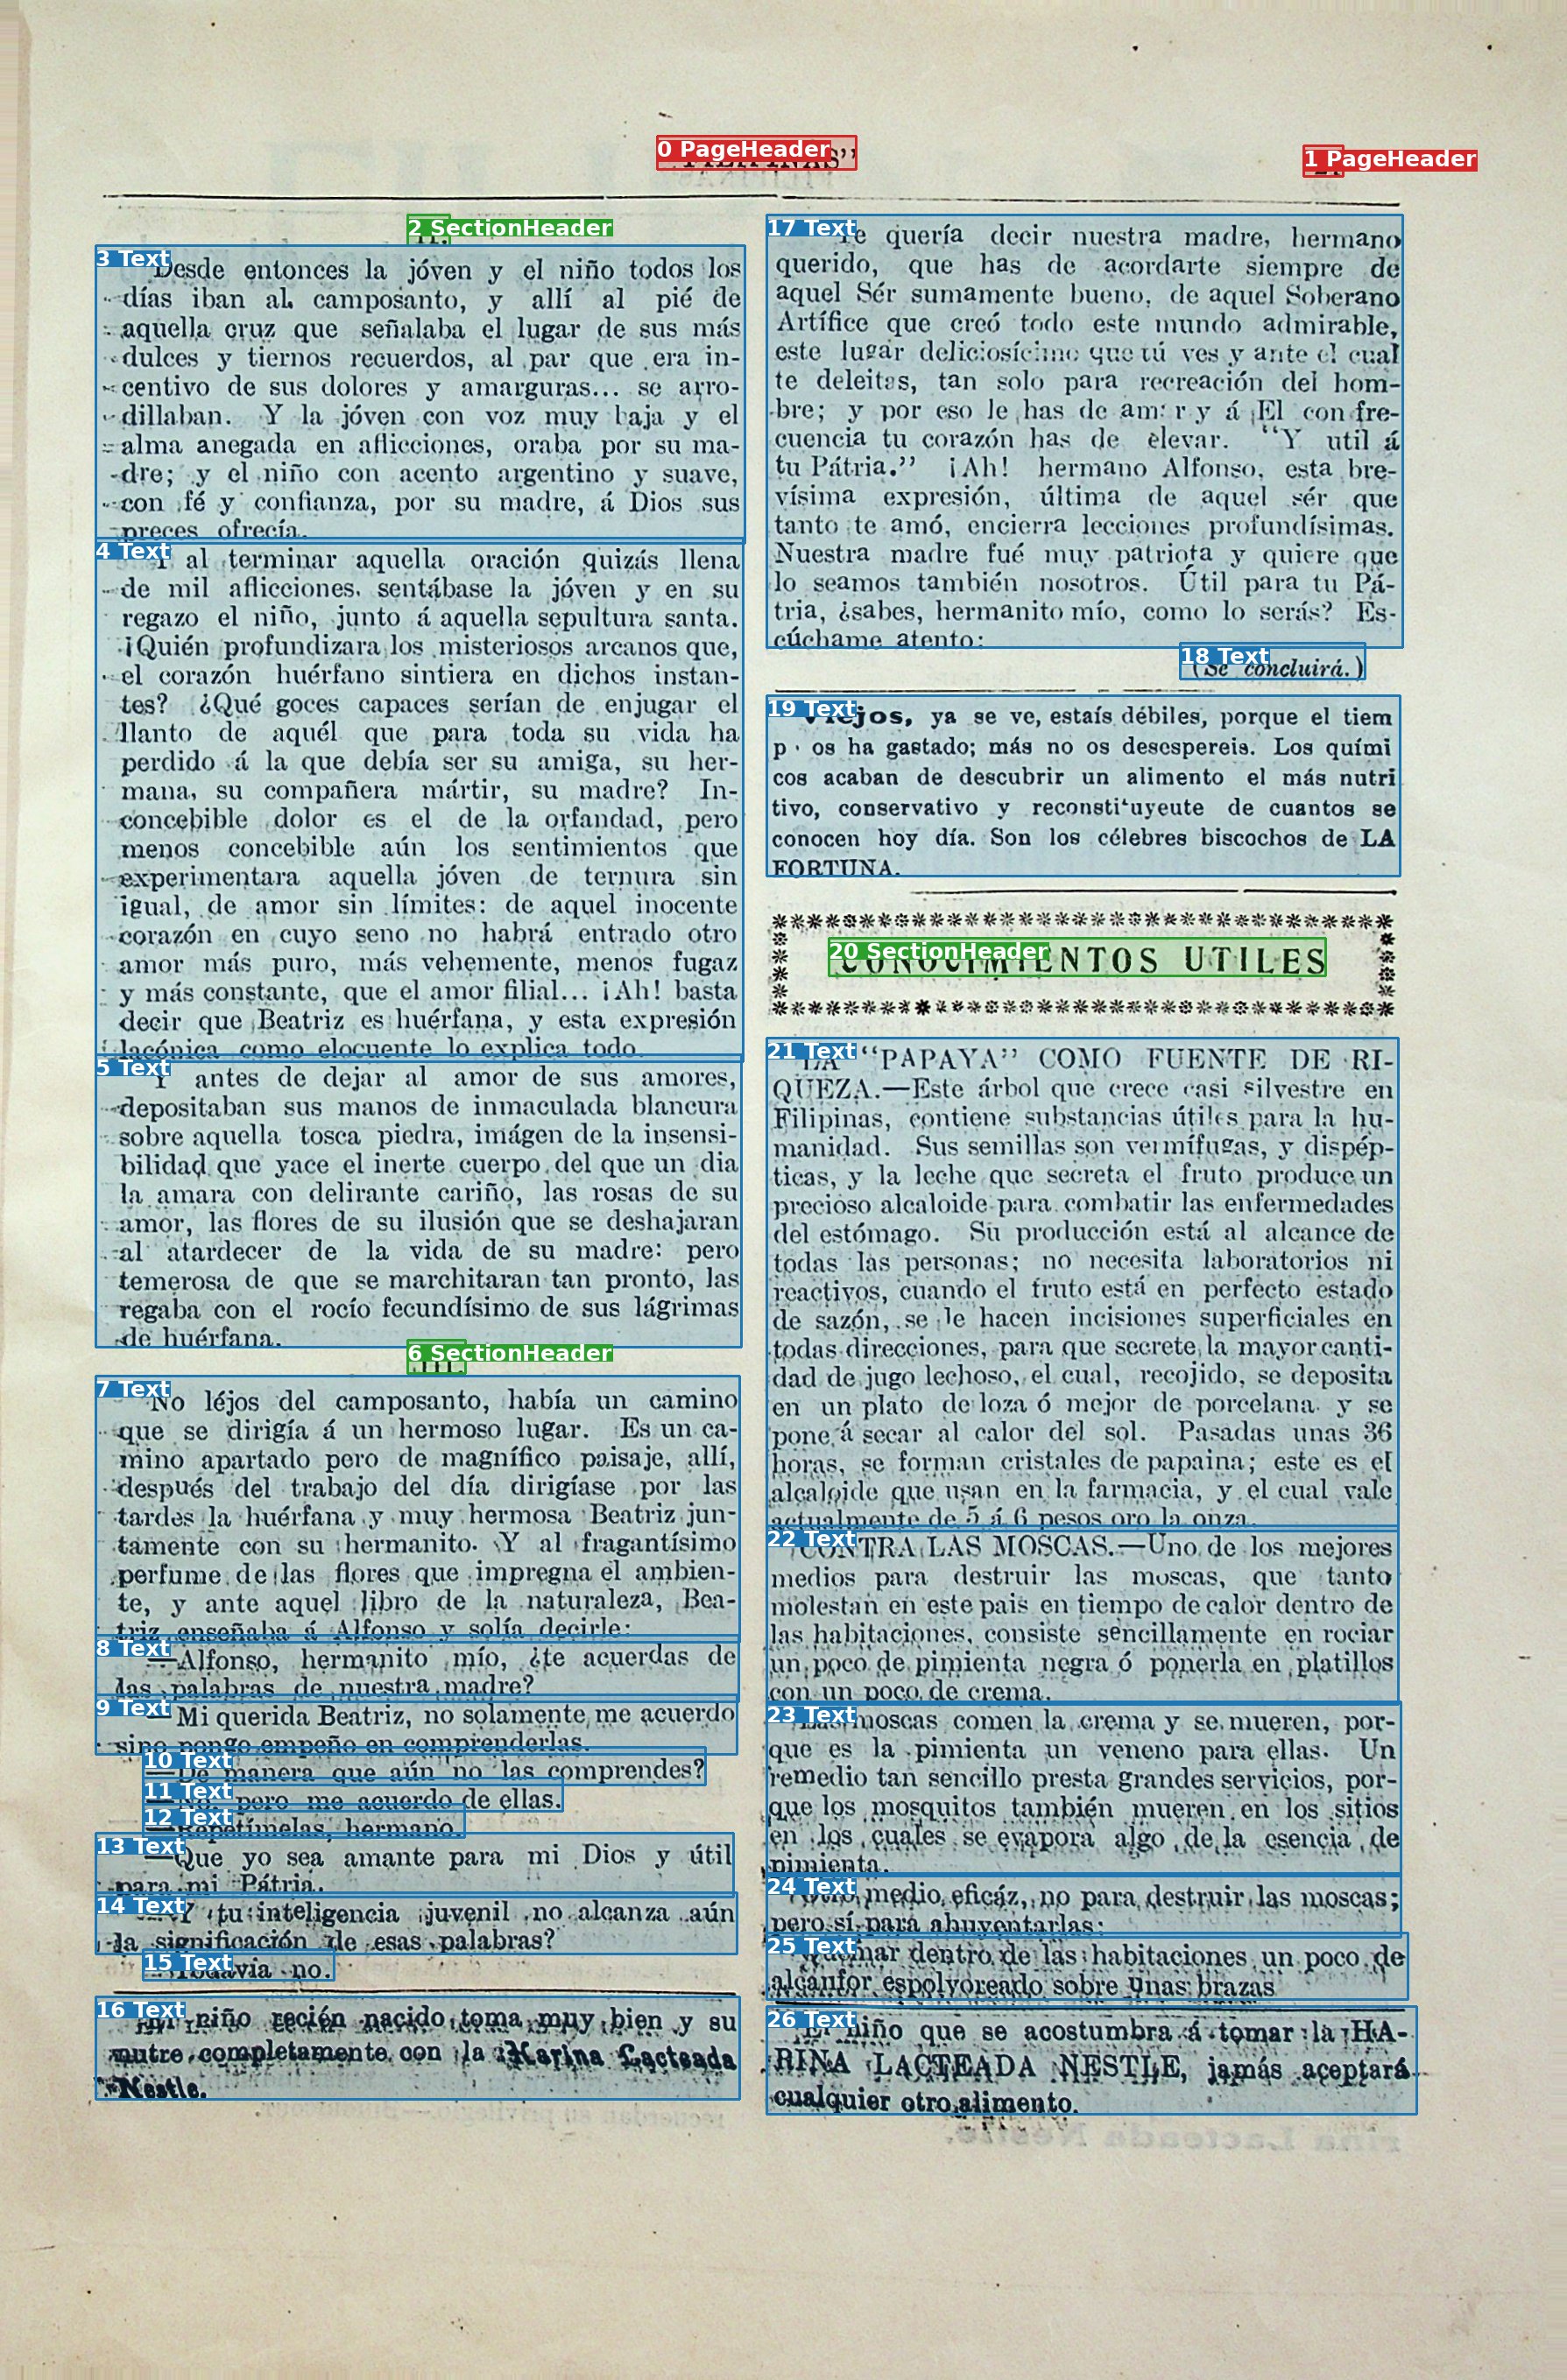 FILIPINAS”
II.
Desde entonces la jóven y el niño todos los
días iban al camposanto, y allí al pié de
aquella cruz que señalaba el lugar de sus más
dulces y tiernos recuerdos, al par que era in-
centivo de sus dolores y amarguras... se arro-
dillaban. Y la jóven con voz muy baja y el
alma anegada en aflicciones, oraba por su ma-
dre; y el niño con acento argentino y suave,
con fé y confianza, por su madre, á Dios sus
preces ofrecía.
Y al terminar aquella oración quizás llena
de mil aflicciones, sentábase la jóven y en su
regazo el niño, junto á aquella sepultura santa.
¡Quién profundizara los misteriosos arcanos que,
el corazón huérfano sintiera en dichos instan-
tes? ¿Qué goces capaces serían de enjugar el
llanto de aquél que para toda su vida ha
perdido á la que debía ser su amiga, su her-
mana, su compañera mártir, su madre? In-
concebible dolor es el de la orfandad, pero
menos concebible aún los sentimientos que
experimentara aquella jóven de ternura sin
igual, de amor sin límites: de aquel inocente
corazón en cuyo seno no habrá entrado otro
amor más puro, más vehemente, menos fugaz
y más constante, que el amor filial... ¡Ah! basta
decir que Beatriz es huérfana, y esta expresión
lacónica como elocuente lo explica todo.
Y antes de dejar al amor de sus amores,
depositaban sus manos de inmaculada blancura
sobre aquella tosca piedra, imágen de la insensi-
bilidad que yace el inerte cuerpo del que un dia
la amara con delirante cariño, las rosas de su
amor, las flores de su ilusión que se deshajaran
al atardecer de la vida de su madre: pero
temerosa de que se marchitaran tan pronto, las
regaba con el rocío fecundísimo de sus lágrimas
de huérfana.
III.
No léjos del camposanto, había un camino
que se dirigía á un hermoso lugar. Es un ca-
mino apartado pero de magnífico paisaje, allí,
después del trabajo del día dirigíase por las
tardes la huérfana y muy hermosa Beatriz jun-
tamente con su hermanito. Y al fragantísimo
perfume de las flores que impregna el ambien-
te, y ante aquel libro de la naturaleza, Bea-
triz enseñaba á Alfonso y solía decirle:
—Alfonso, hermanito mío, ¿te acuerdas de
las palabras de nuestra madre?
—Mi querida Beatriz, no solamente me acuerdo
sino pongo empeño en comprenderlas.
—De manera que aún no las comprendes?
—No, pero me acuerdo de ellas.
—Repetímelas, hermano.
—Que yo sea amante para mi Dios y útil
para mi Pátria.
—Y tu inteligencia juvenil no alcanza aún
la significación de esas palabras?
—Todavía no.
niño recién nacido toma muy bien y su
nutre completamente con la Harina Lacteada
Nestle.
Te quería decir nuestra madre, hermano
querido, que has de acordarte siempre de
aquel Sér sumamente bueno, de aquel Soberano
Artífice que creó todo este mundo admirable,
este lugar deliciosícimo que tú ves y ante el cual
te deleitas, tan solo para recreación del hom-
bre; y por eso le has de amar y á El con fre-
cuencia tu corazón has de elevar. “Y util á
tu Pátria.” ¡Ah! hermano Alfonso, esta bre-
vísima expresión, última de aquel sér que
tanto te amó, encierra lecciones profundísimas.
Nuestra madre fué muy patriota y quiere que
lo seamos también nosotros. Útil para tu Pá-
tria, ¿sabes, hermanito mío, como lo serás? Es-
cúchame atento:
(Se concluirá.)
Viejos, ya se ve, estaís débiles, porque el tiem
p os ha gastado; más no os desespereis. Los quími
cos acaban de descubrir un alimento el más nutri
tivo, conservativo y reconstituyeute de cuantos se
conocen hoy día. Son los célebres biscochos de LA
FORTUNA.
CONOCIMIENTOS UTILES
LA “PAPAYA” COMO FUENTE DE RI-
QUEZA.—Este árbol que crece casi silvestre en
Filipinas, contiene substancias útiles para la hu-
manidad. Sus semillas son vermífugas, y dispép-
ticas, y la leche que secreta el fruto produce un
precioso alcaloide para combatir las enfermedades
del estómago. Su producción está al alcance de
todas las personas; no necesita laboratorios ni
reactivos, cuando el fruto está en perfecto estado
de sazón, se le hacen incisiones superficiales en
todas direcciones, para que secrete la mayor canti-
dad de jugo lechoso, el cual, recojido, se deposita
en un plato de loza ó mejor de porcelana y se
pone á secar al calor del sol. Pasadas unas 36
horas, se forman cristales de papaina; este es el
alcaloide que usan en la farmacia, y el cual vale
actualmente de 5 á 6 pesos oro la onza.
CONTRA LAS MOSCAS.—Uno de los mejores
medios para destruir las moscas, que tanto
molestan en este pais en tiempo de calor dentro de
las habitaciones, consiste sencillamente en rociar
un poco de pimienta negra ó ponerla en platillos
con un poco de crema.
Las moscas comen la crema y se mueren, por-
que es la pimienta un veneno para ellas. Un
remedio tan sencillo presta grandes servicios, por-
que los mosquitos también mueren en los sitios
en los cuales se evapora algo de la esencia de
pimienta.
Otro medio eficáz, no para destruir las moscas;
pero sí para ahuyentarlas:
Quemar dentro de las habitaciones un poco de
alcanfor espolvoreado sobre unas brazas
El niño que se acostumbra á tomar la HA-
RINA LACTEADA NESTLE, jamás aceptará
cualquier otro alimento.